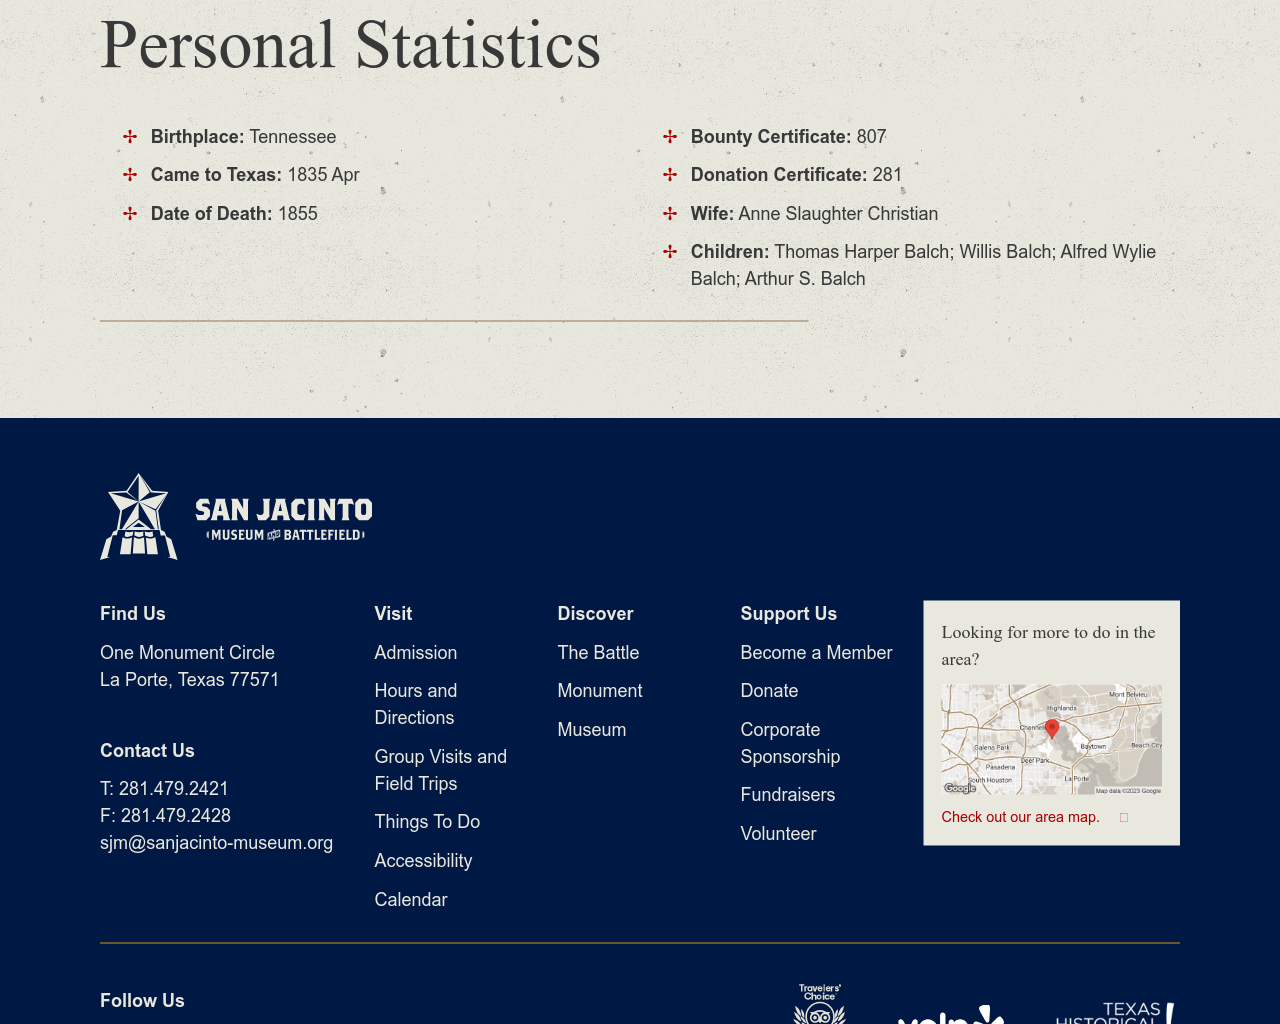 Personal Statistics
Birthplace: Tennessee
Came to Texas: 1835 Apr
Date of Death: 1855
Bounty Certificate: 807
Donation Certificate: 281
Wife: Anne Slaughter Christian
Children: Thomas Harper Balch; Willis Balch; Alfred Wylie
Balch; Arthur S. Balch
SAN JACINTO
MUSEUM AND BATTLEFIELD
Find Us
One Monument Circle
La Porte, Texas 77571
Contact Us
T: 281.479.2421
F: 281.479.2428
sjm@sanjacinto-museum.org
Visit
Admission
Hours and
Directions
Group Visits and
Field Trips
Things To Do
Accessibility
Calendar
Discover
The Battle
Monument
Museum
Support Us
Become a Member
Donate
Corporate
Sponsorship
Fundraisers
Volunteer
Looking for more to do in the
area?
Mont Belvieu
Highlands
Channel
Galena Park
Baytown
Beach City
Deer Park
Pasadena
La Porte
South Houston
Google
Map data ©2023 Google
Check out our area map.
Follow Us
Travelers'
Choice
yelp
TEXAS
HISTORICAL